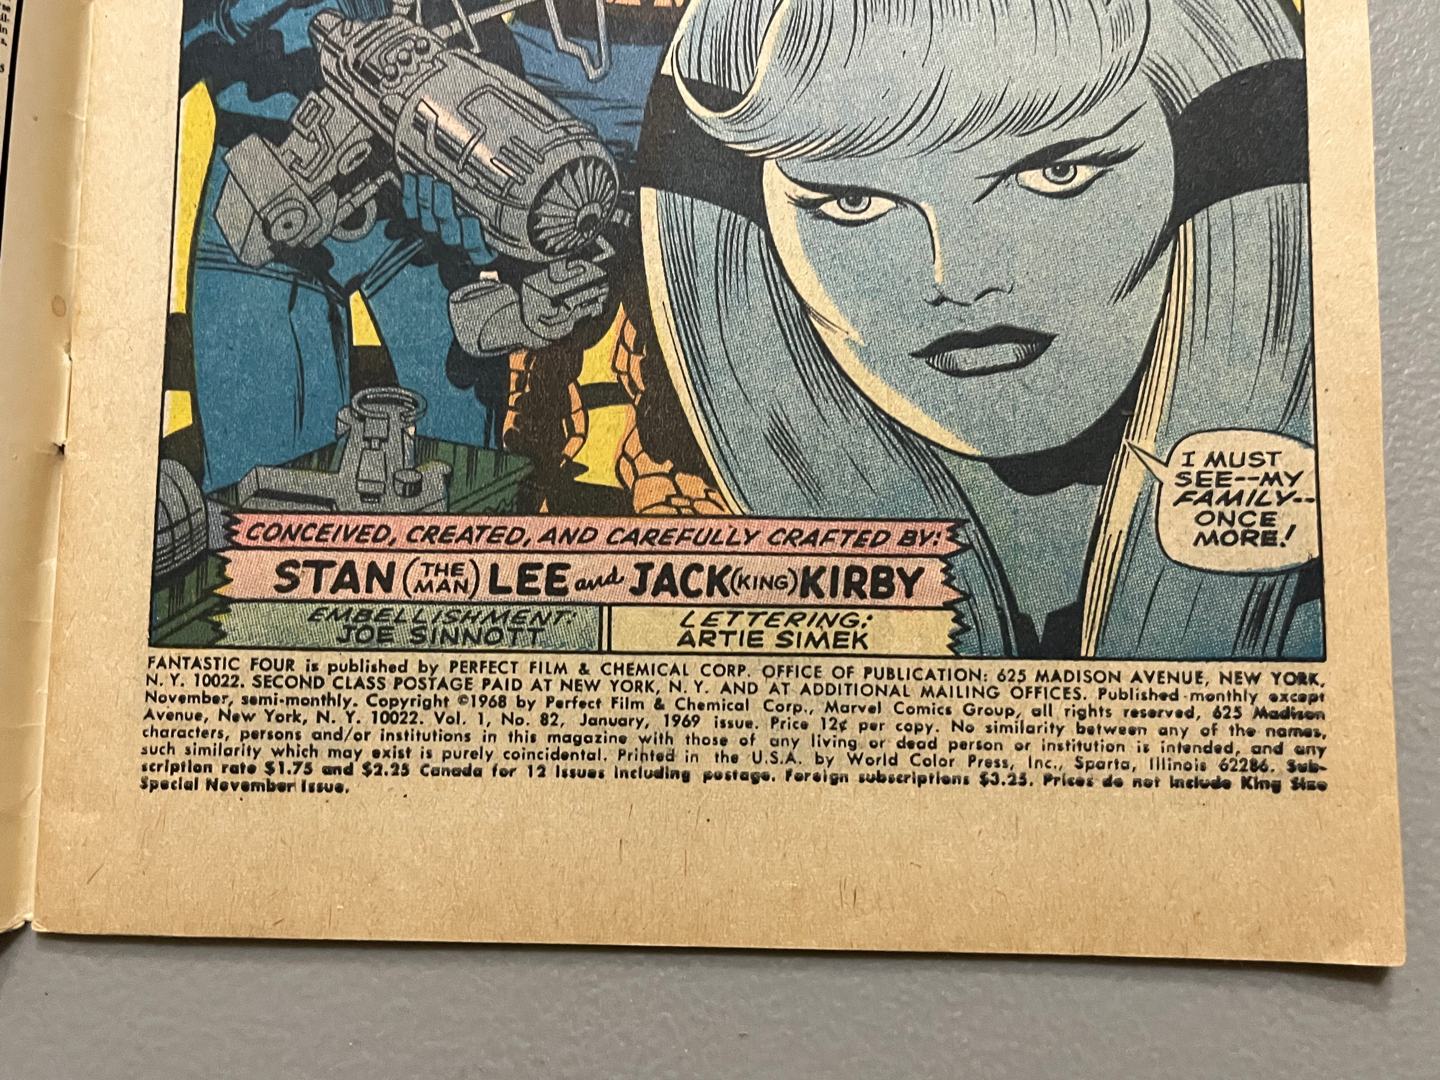 I MUST
SEE--MY
FAMILY--
ONCE
MORE!
CONCEIVED, CREATED, AND CAREFULLY CRAFTED BY:
STAN (THE MAN) LEE and JACK (KING) KIRBY
EMBELLISHMENT:
JOE SINNOTT
LETTERING:
ARTIE SIMEK
FANTASTIC FOUR is published by PERFECT FILM & CHEMICAL CORP. OFFICE OF PUBLICATION: 625 MADISON AVENUE, NEW YORK,
N. Y. 10022. SECOND CLASS POSTAGE PAID AT NEW YORK, N. Y. AND AT ADDITIONAL MAILING OFFICES. Published monthly except
November, semi-monthly. Copyright ©1968 by Perfect Film & Chemical Corp., Marvel Comics Group, all rights reserved, 625 Madison
Avenue, New York, N. Y. 10022. Vol. 1, No. 82, January, 1969 issue. Price 12¢ per copy. No similarity between any of the names,
characters, persons and/or institutions in this magazine with those of any living or dead person or institution is intended, and any
such similarity which may exist is purely coincidental. Printed in the U.S.A. by World Color Press, Inc., Sparta, Illinois 62286. Sub-
scription rate $1.75 and $2.25 Canada for 12 issues including postage. Foreign subscriptions $3.25. Prices do not include King Size
Special November Issue.